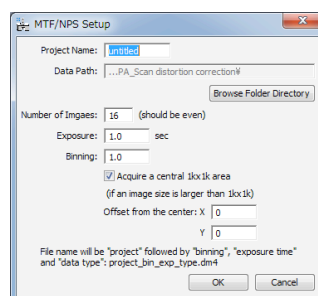 MTF/NPS Setup
Project Name: untitled
Data Path: ...PA_Scan distortion correction¥
Browse Folder Directory
Number of Imgaes: 16 (should be even)
Exposure: 1.0 sec
Binning: 1.0
Acquire a central 1kx1k area
(if an image size is larger than 1kx1k)
Offset from the center: X 0
Y 0
File name will be "project" followed by "binning", "exposure time"
and "data type": project_bin_exp_type.dm4
OK Cancel